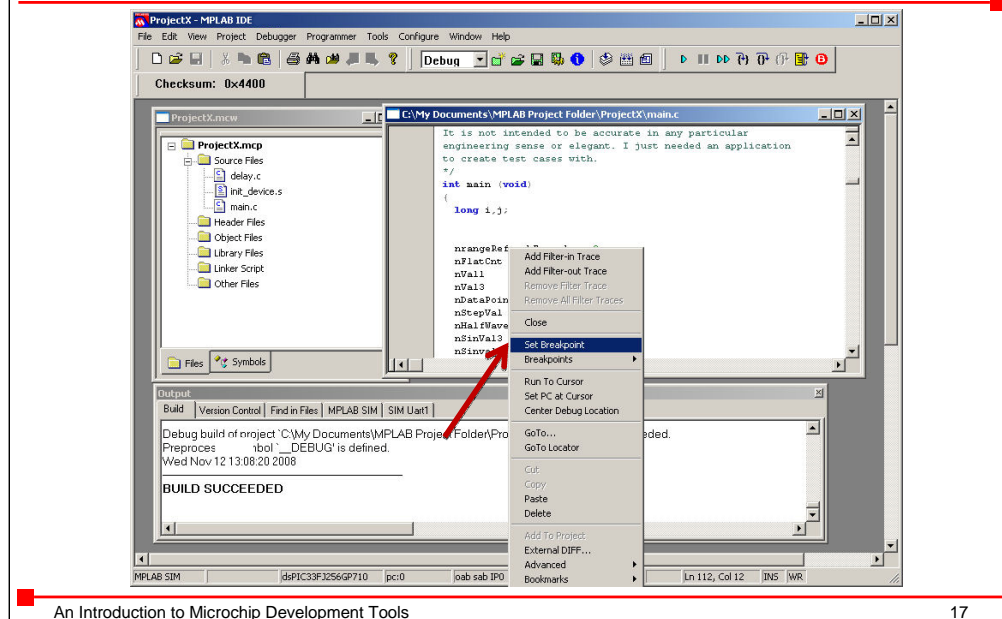 ProjectX - MPLAB IDE
File Edit View Project Debugger Programmer Tools Configure Window Help
Debug
Checksum: 0x4400
ProjectX.mcw
ProjectX.mcp
Source Files
delay.c
init_device.s
main.c
Header Files
Object Files
Library Files
Linker Script
Other Files
Files Symbols
C:\My Documents\MPLAB Project Folder\ProjectX\main.c
It is not intended to be accurate in any particular
engineering sense or elegant. I just needed an application
to create test cases with.
*/
int main (void)
{
long i,j;
nFlatCnt
nVal1
nVal3
nDataPoin
nStepVal
nHalfWave
nSinVal3
Add Filter-in Trace
Add Filter-out Trace
Remove Filter Trace
Remove All Filter Traces
Close
Set Breakpoint
Breakpoints
Run To Cursor
Set PC at Cursor
Center Debug Location
GoTo...
GoTo Locator
Cut
Copy
Paste
Delete
Add To Project
External DIFF...
Advanced
Bookmarks
Output
Build Version Control Find in Files MPLAB SIM SIM Uart1
Debug build of project `C:\My Documents\MPLAB Project Folder\Pro eded.
Preproces nbol `__DEBUG' is defined.
Wed Nov 12 13:08:20 2008
BUILD SUCCEEDED
MPLAB SIM dsPIC33FJ256GP710 pc:0 oab sab IP0 Ln 112, Col 12 INS WR
An Introduction to Microchip Development Tools 17